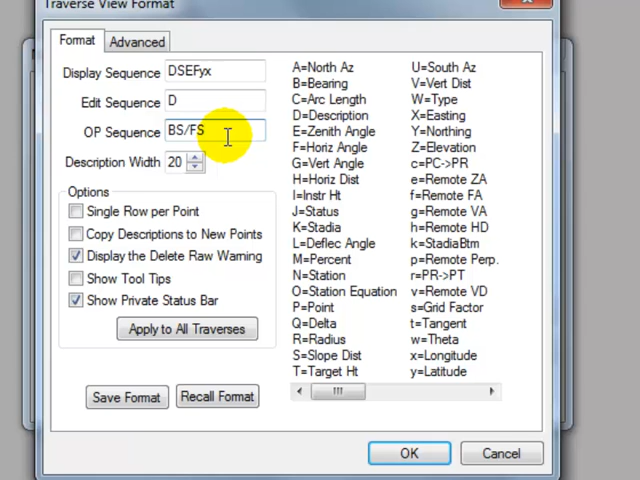 Traverse View Format
Format Advanced
Display Sequence DSEFyx
Edit Sequence D
OP Sequence BS/FS
Description Width 20
Options
Single Row per Point
Copy Descriptions to New Points
Display the Delete Raw Warning
Show Tool Tips
Show Private Status Bar
Apply to All Traverses
Save Format Recall Format
A=North Az U=South Az
B=Bearing V=Vert Dist
C=Arc Length W=Type
D=Description X=Easting
E=Zenith Angle Y=Northing
F=Horiz Angle Z=Elevation
G=Vert Angle c=PC->PR
H=Horiz Dist e=Remote ZA
I=Instr Ht f=Remote FA
J=Status g=Remote VA
K=Stadia h=Remote HD
L=Deflec Angle k=StadiaBtm
M=Percent p=Remote Perp.
N=Station r=PR->PT
O=Station Equation v=Remote VD
P=Point s=Grid Factor
Q=Delta t=Tangent
R=Radius w=Theta
S=Slope Dist x=Longitude
T=Target Ht y=Latitude
OK Cancel